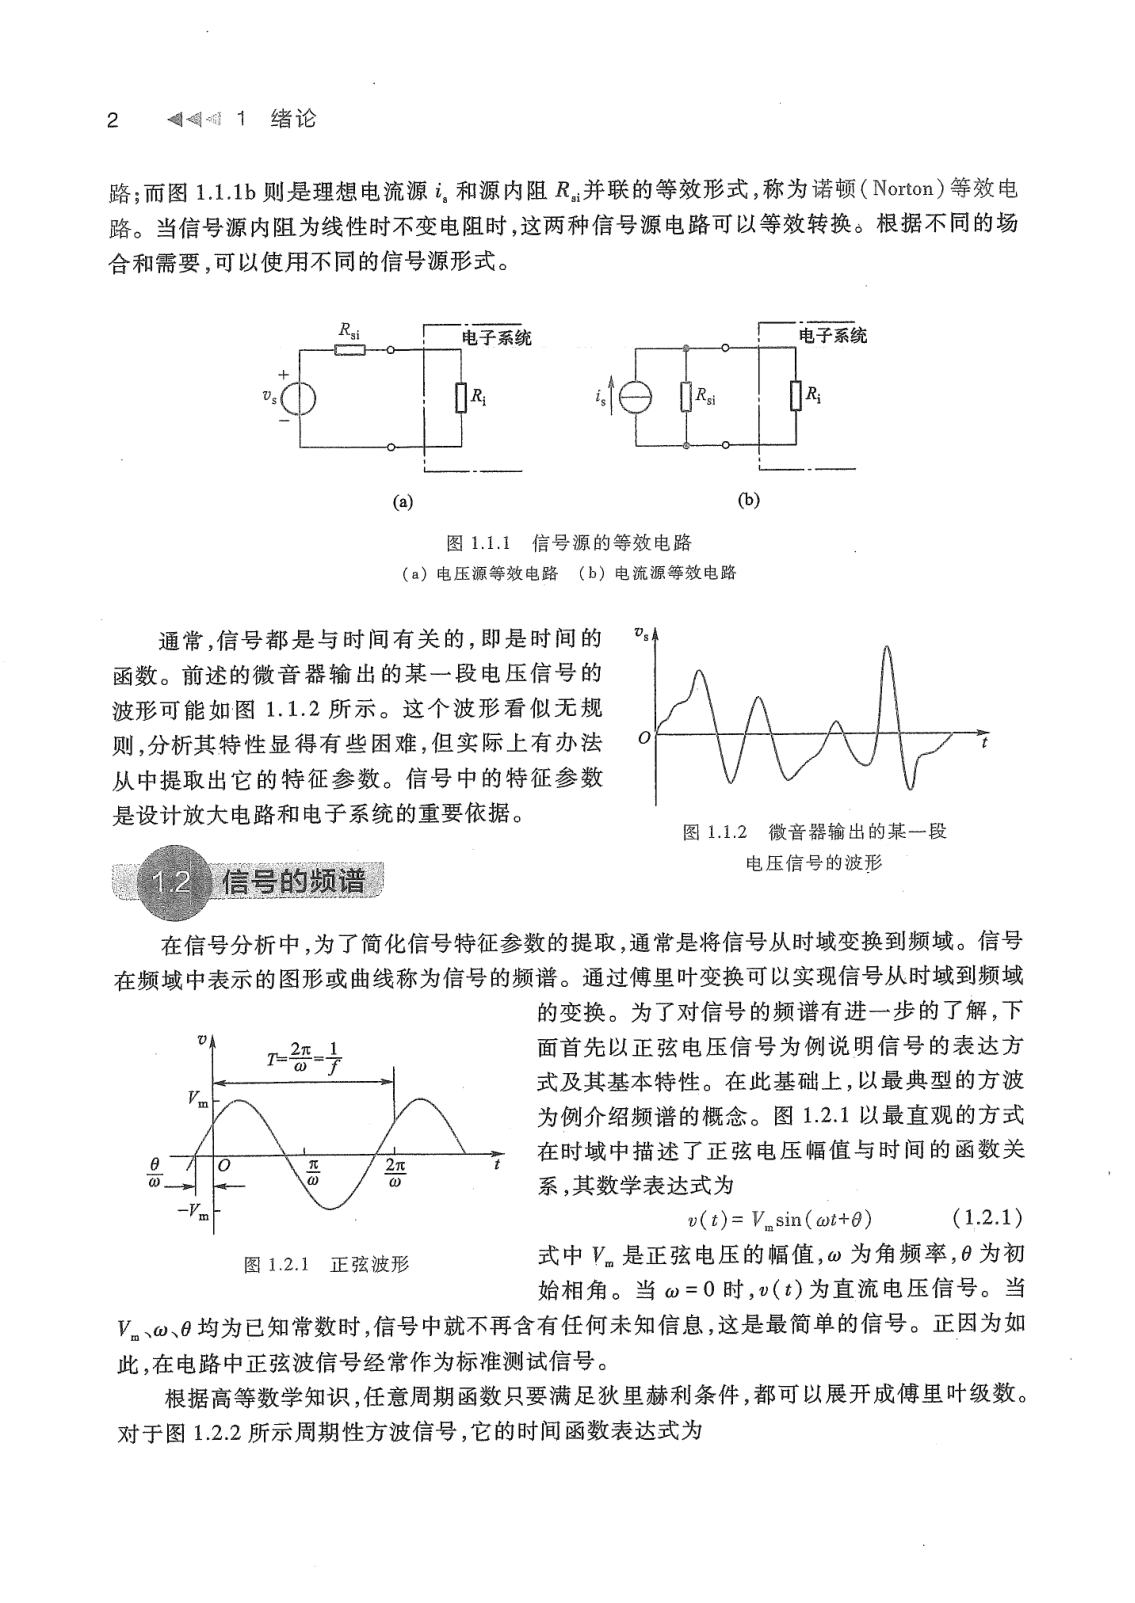 2 1 绪论
路;而图 1.1.1b 则是理想电流源 iₛ 和源内阻 Rₛᵢ并联的等效形式,称为诺顿(Norton)等效电
路。当信号源内阻为线性时不变电阻时,这两种信号源电路可以等效转换。根据不同的场
合和需要,可以使用不同的信号源形式。
Rₛᵢ
电子系统
+
vₛ
−
Rᵢ
(a)
电子系统
iₛ
Rₛᵢ
Rᵢ
(b)
图 1.1.1 信号源的等效电路
(a) 电压源等效电路 (b) 电流源等效电路
通常,信号都是与时间有关的,即是时间的
函数。前述的微音器输出的某一段电压信号的
波形可能如图 1.1.2 所示。这个波形看似无规
则,分析其特性显得有些困难,但实际上有办法
从中提取出它的特征参数。信号中的特征参数
是设计放大电路和电子系统的重要依据。
vₛ
O
t
图 1.1.2 微音器输出的某一段
电压信号的波形
1.2 信号的频谱
在信号分析中,为了简化信号特征参数的提取,通常是将信号从时域变换到频域。信号
在频域中表示的图形或曲线称为信号的频谱。通过傅里叶变换可以实现信号从时域到频域
的变换。为了对信号的频谱有进一步的了解,下
面首先以正弦电压信号为例说明信号的表达方
式及其基本特性。在此基础上,以最典型的方波
为例介绍频谱的概念。图 1.2.1 以最直观的方式
在时域中描述了正弦电压幅值与时间的函数关
系,其数学表达式为
v(t)= Vₘsin(ωt+θ) (1.2.1)
v
T=2π/ω=1/f
Vₘ
θ/ω
O
π/ω
2π/ω
t
−Vₘ
图 1.2.1 正弦波形
式中 Vₘ 是正弦电压的幅值,ω 为角频率,θ 为初
始相角。当 ω=0 时,v(t)为直流电压信号。当
Vₘ、ω、θ 均为已知常数时,信号中就不再含有任何未知信息,这是最简单的信号。正因为如
此,在电路中正弦波信号经常作为标准测试信号。
根据高等数学知识,任意周期函数只要满足狄里赫利条件,都可以展开成傅里叶级数。
对于图 1.2.2 所示周期性方波信号,它的时间函数表达式为